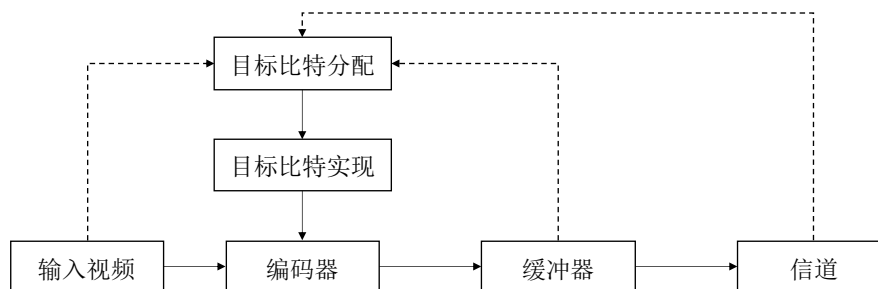 目标比特分配
目标比特实现
输入视频
编码器
缓冲器
信道